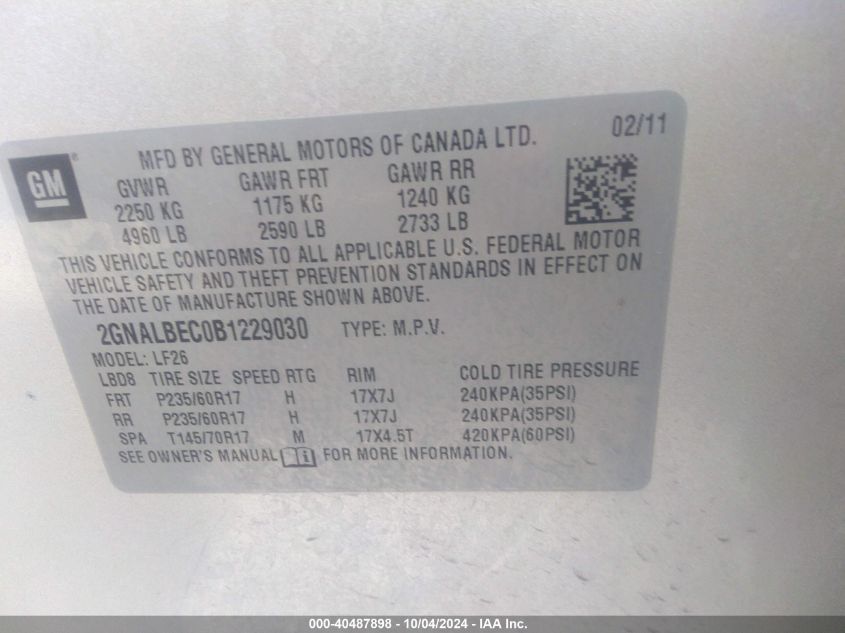 MFD BY GENERAL MOTORS OF CANADA LTD. 02/11
GM®
GVWR GAWR FRT GAWR RR
2250 KG 1175 KG 1240 KG
4960 LB 2590 LB 2733 LB
THIS VEHICLE CONFORMS TO ALL APPLICABLE U.S. FEDERAL MOTOR
VEHICLE SAFETY AND THEFT PREVENTION STANDARDS IN EFFECT ON
THE DATE OF MANUFACTURE SHOWN ABOVE.
2GNALBEC0B1229030 TYPE: M.P.V.
MODEL: LF26
LBD8 TIRE SIZE SPEED RTG RIM COLD TIRE PRESSURE
FRT P235/60R17 H 17X7J 240KPA(35PSI)
RR P235/60R17 H 17X7J 240KPA(35PSI)
SPA T145/70R17 M 17X4.5T 420KPA(60PSI)
SEE OWNER'S MANUAL i FOR MORE INFORMATION.
000-40487898 - 10/04/2024 - IAA Inc.